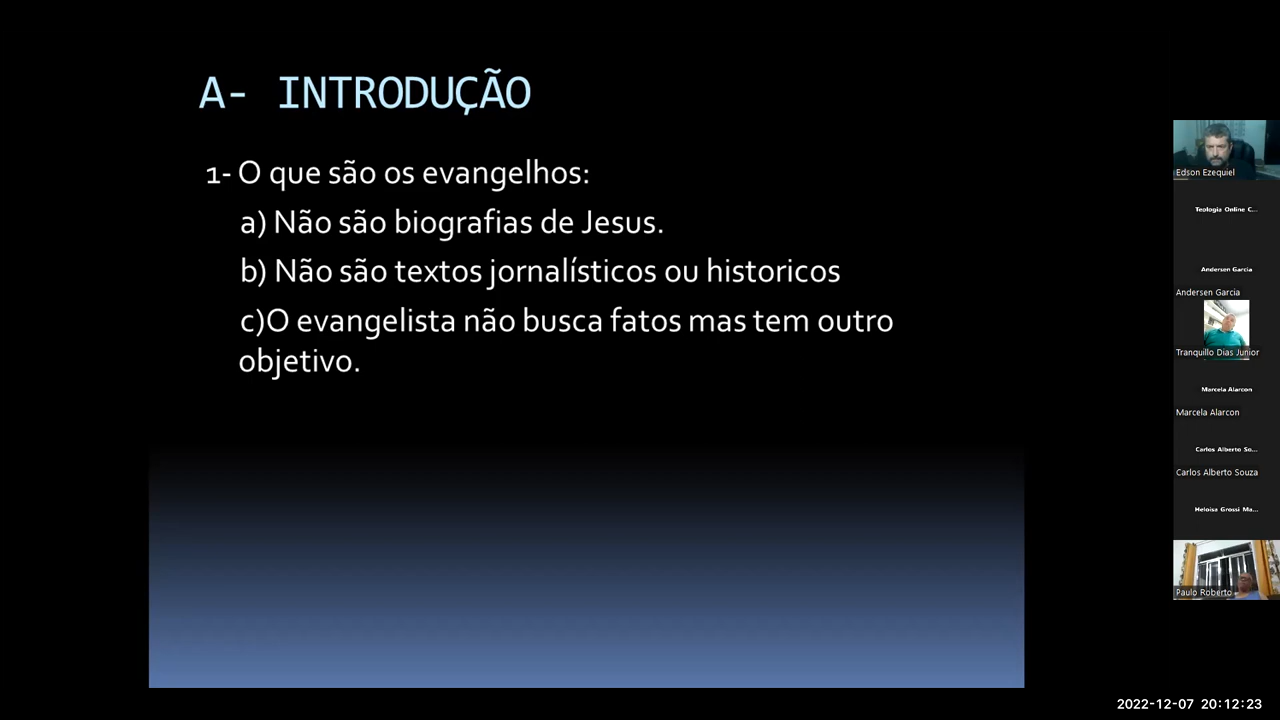 A- INTRODUÇÃO
1- O que são os evangelhos:
a) Não são biografias de Jesus.
b) Não são textos jornalísticos ou historicos
c)O evangelista não busca fatos mas tem outro
objetivo.
Edson Ezequiel
Teologia Online C...
Andersen Garcia
Andersen Garcia
Tranquillo Dias Junior
Marcela Alarcon
Marcela Alarcon
Carlos Alberto So...
Carlos Alberto Souza
Heloisa Grossi Ma...
Paulo Roberto
2022-12-07 20:12:23